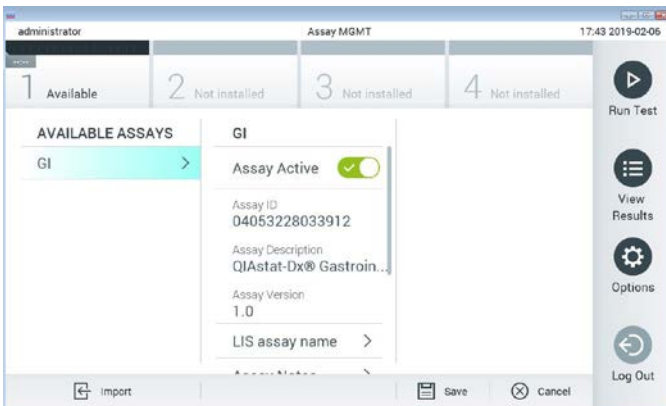 administrator Assay MGMT 17:43 2019-02-06
1 Available 2 Not installed 3 Not installed 4 Not installed
Run Test
AVAILABLE ASSAYS GI
GI Assay Active
Assay ID
04053228033912
View
Results
Assay Description
QIAstat-Dx® Gastroin...
Options
Assay Version
1.0
LIS assay name
Log Out
Import Save Cancel